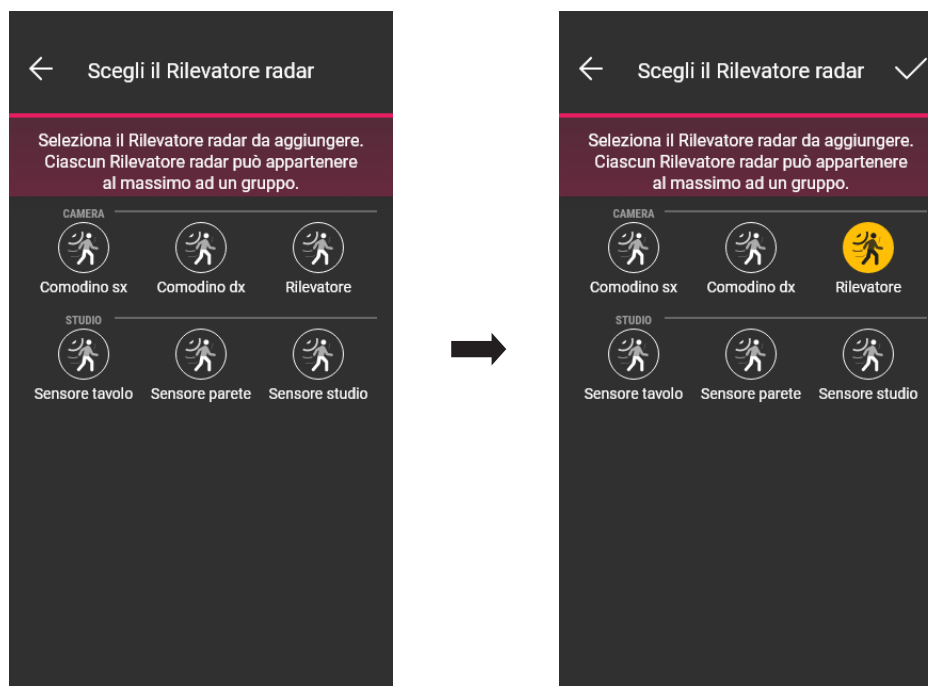 Scegli il Rilevatore radar
Seleziona il Rilevatore radar da aggiungere.
Ciascun Rilevatore radar può appartenere
al massimo ad un gruppo.
CAMERA
Comodino sx Comodino dx Rilevatore
STUDIO
Sensore tavolo Sensore parete Sensore studio
Scegli il Rilevatore radar
Seleziona il Rilevatore radar da aggiungere.
Ciascun Rilevatore radar può appartenere
al massimo ad un gruppo.
CAMERA
Comodino sx Comodino dx Rilevatore
STUDIO
Sensore tavolo Sensore parete Sensore studio